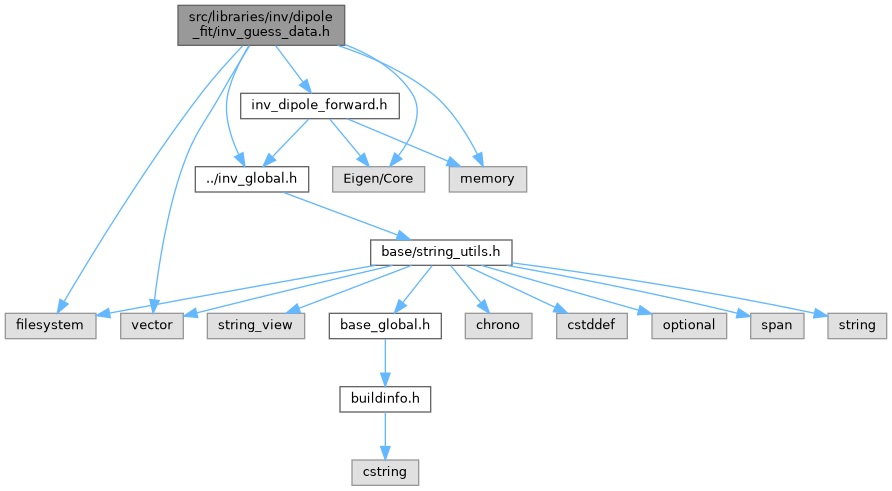 src/libraries/inv/dipole
_fit/inv_guess_data.h
inv_dipole_forward.h
../inv_global.h
Eigen/Core
memory
base/string_utils.h
filesystem
vector
string_view
base_global.h
chrono
cstddef
optional
span
string
buildinfo.h
cstring